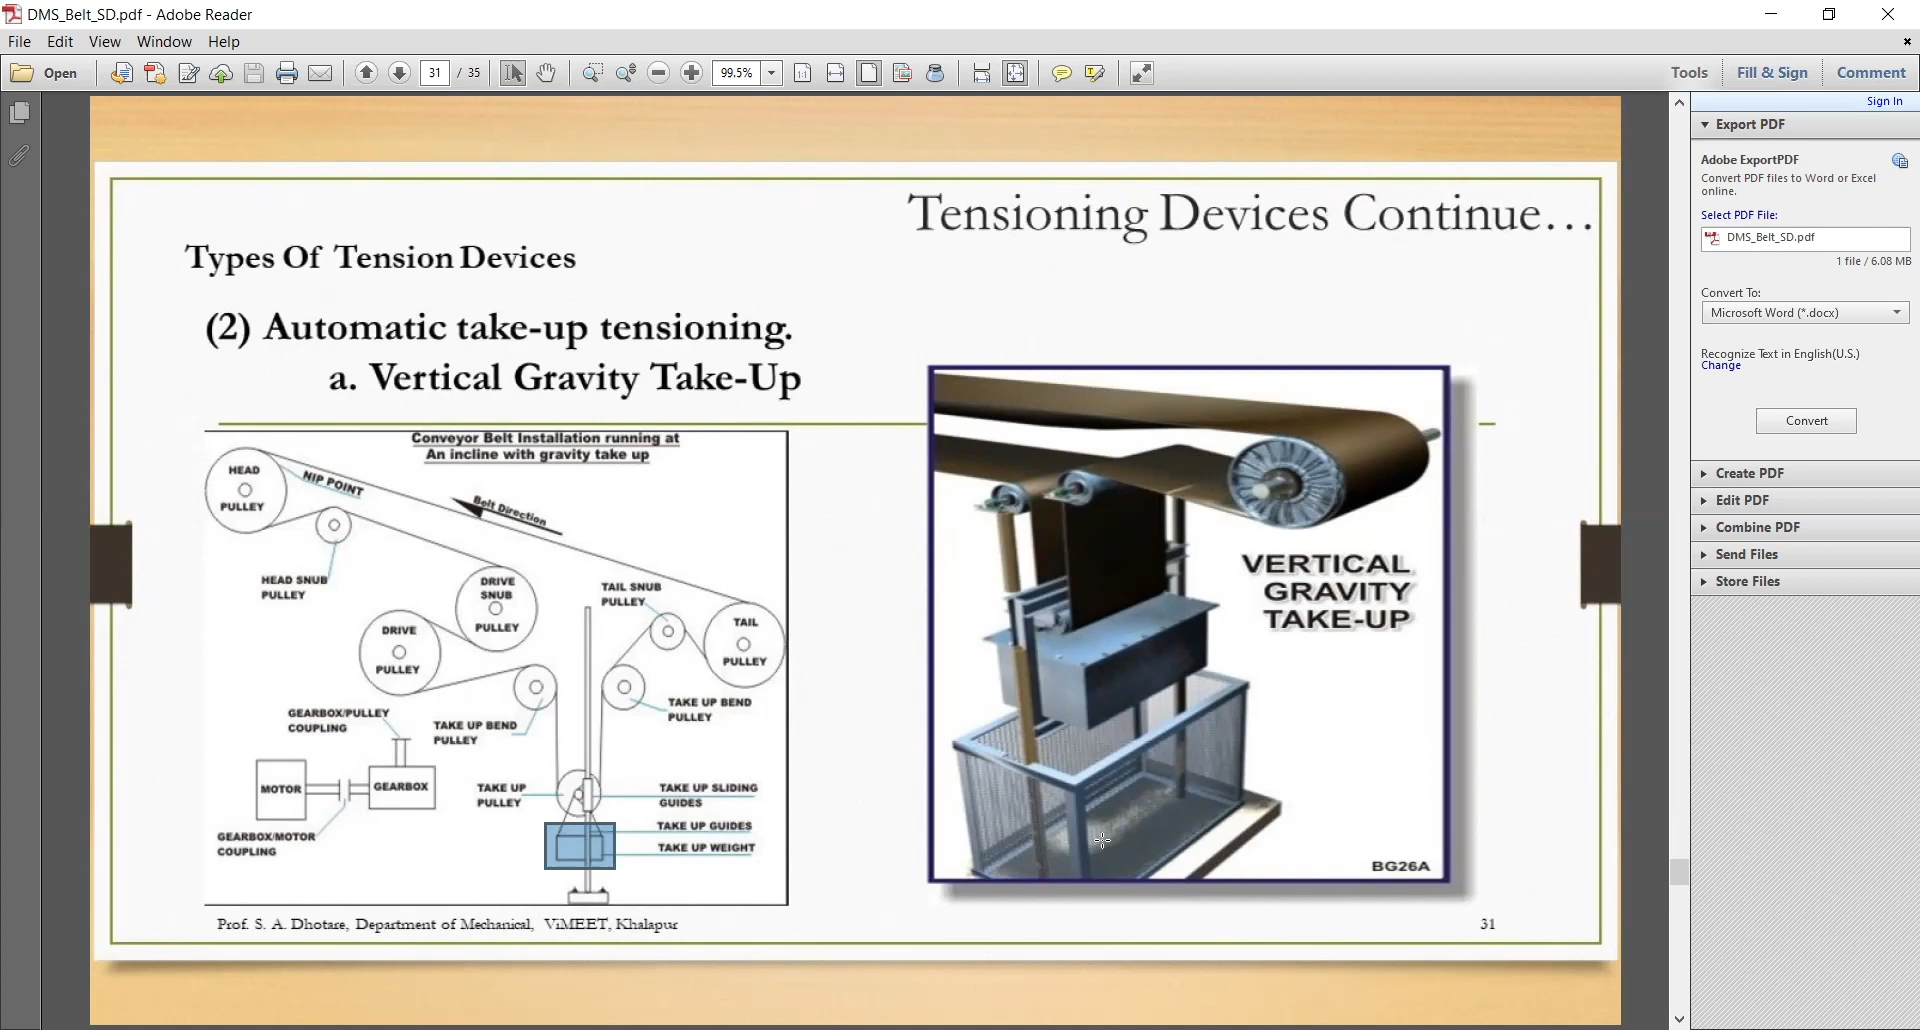 DMS_Belt_SD.pdf - Adobe Reader
File Edit View Window Help
Open 31 / 35 99.5% Tools Fill & Sign Comment
Sign In
Export PDF
Adobe ExportPDF
Convert PDF files to Word or Excel
online.
Select PDF File:
DMS_Belt_SD.pdf
1 file / 6.08 MB
Convert To:
Microsoft Word (*.docx)
Recognize Text in English(U.S.)
Change
Convert
Create PDF
Edit PDF
Combine PDF
Send Files
Store Files
Tensioning Devices Continue…
Types Of Tension Devices
(2) Automatic take-up tensioning.
a. Vertical Gravity Take-Up
Conveyor Belt Installation running at
An incline with gravity take up
HEAD
PULLEY
NIP POINT
Belt Direction
HEAD SNUB
PULLEY
DRIVE
SNUB
PULLEY
TAIL SNUB
PULLEY
DRIVE
PULLEY
TAIL
PULLEY
GEARBOX/PULLEY
COUPLING
TAKE UP BEND
PULLEY
TAKE UP BEND
PULLEY
MOTOR
GEARBOX
TAKE UP
PULLEY
TAKE UP SLIDING
GUIDES
GEARBOX/MOTOR
COUPLING
TAKE UP GUIDES
TAKE UP WEIGHT
VERTICAL
GRAVITY
TAKE-UP
BG26A
Prof. S. A. Dhotare, Department of Mechanical, ViMEET, Khalapur
31